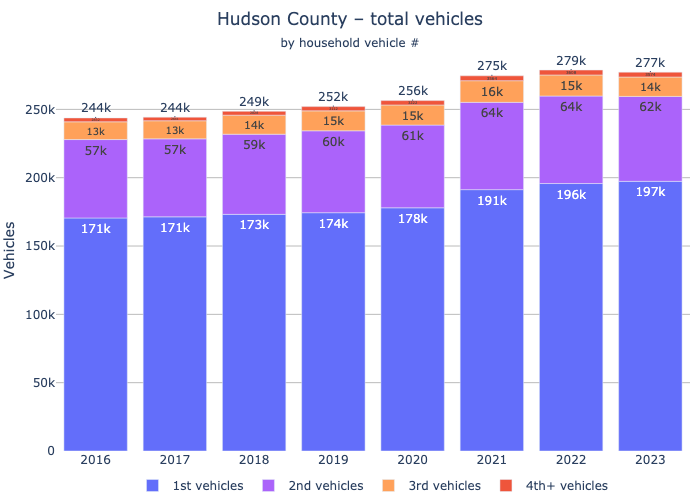 Hudson County – total vehicles
by household vehicle #
244k 244k 249k 252k 256k 275k 279k 277k
13k 13k 14k 15k 15k 16k 15k 14k
57k 57k 59k 60k 61k 64k 64k 62k
171k 171k 173k 174k 178k 191k 196k 197k
Vehicles
250k
200k
150k
100k
50k
0
2016 2017 2018 2019 2020 2021 2022 2023
1st vehicles 2nd vehicles 3rd vehicles 4th+ vehicles